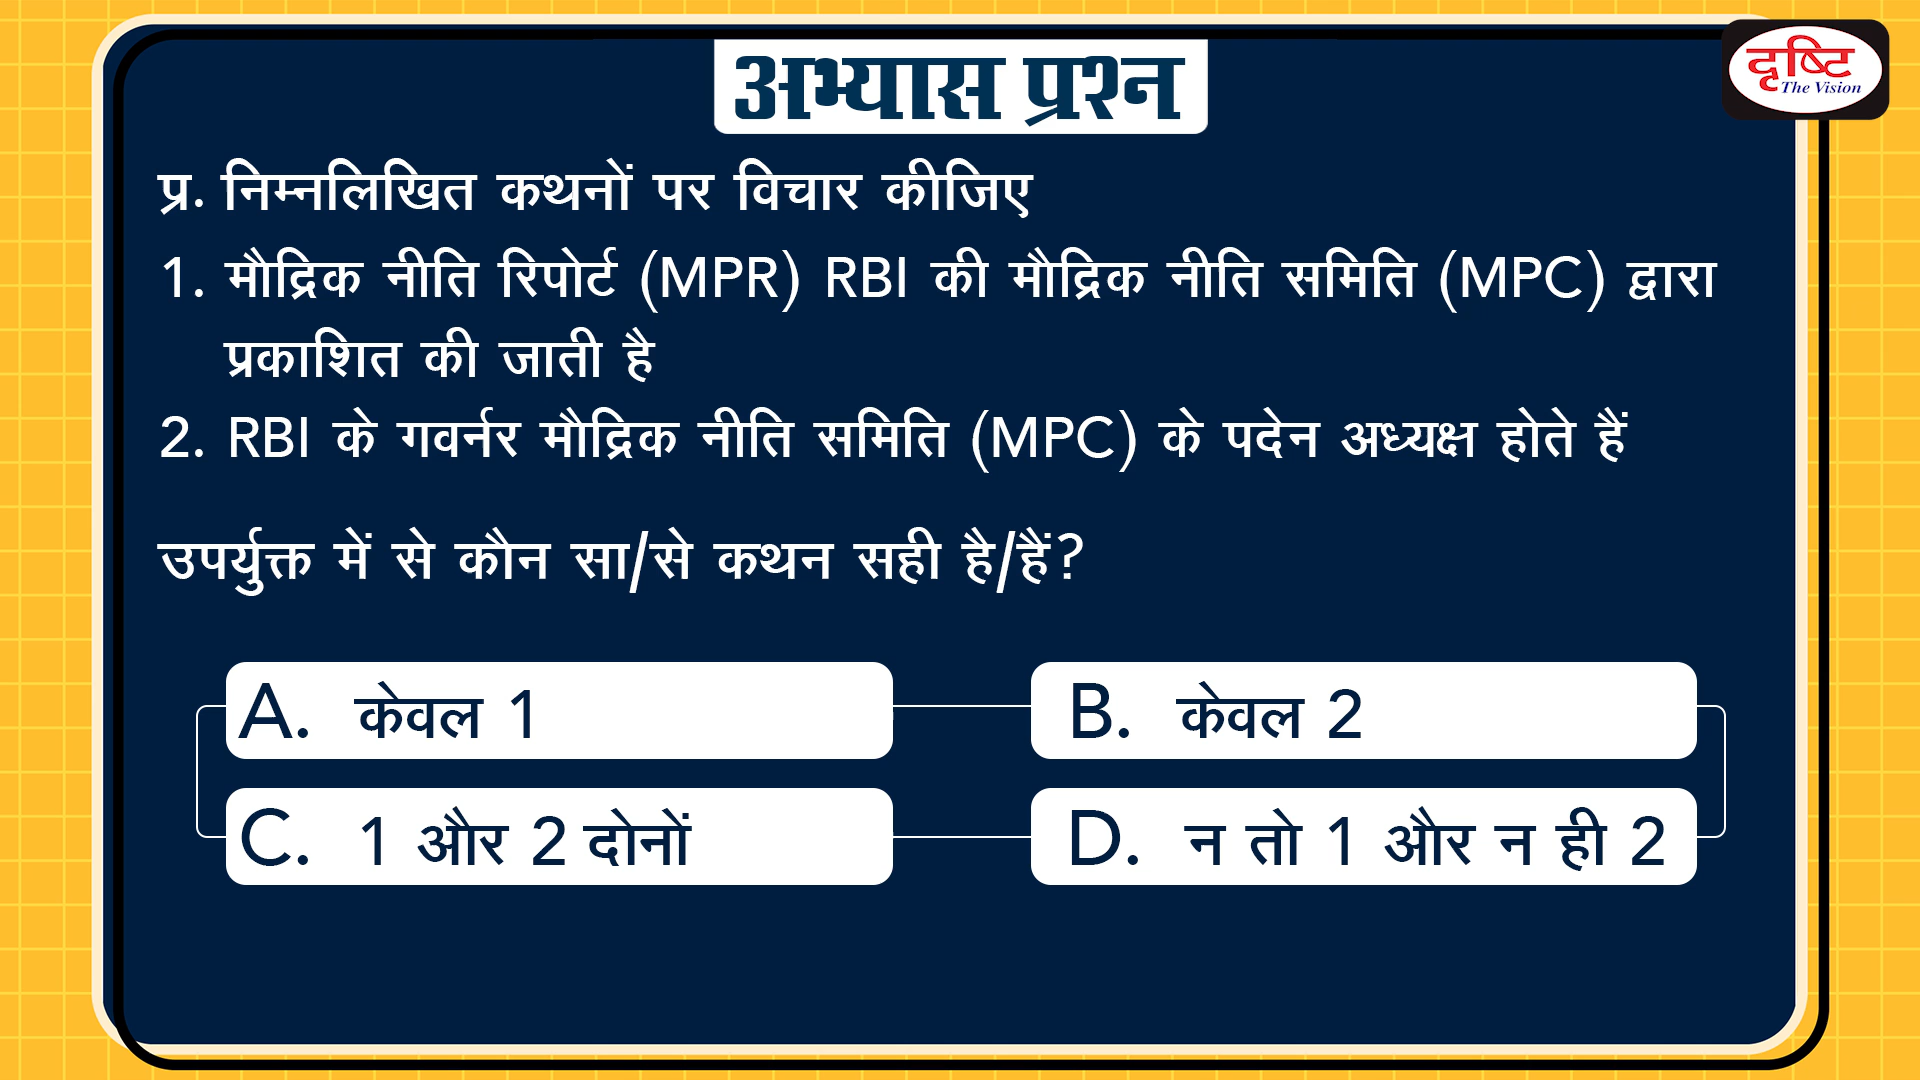 अभ्यास प्रश्न
दृष्टि
The Vision
प्र. निम्नलिखित कथनों पर विचार कीजिए
1. मौद्रिक नीति रिपोर्ट (MPR) RBI की मौद्रिक नीति समिति (MPC) द्वारा
प्रकाशित की जाती है
2. RBI के गवर्नर मौद्रिक नीति समिति (MPC) के पदेन अध्यक्ष होते हैं
उपर्युक्त में से कौन सा/से कथन सही है/हैं?
A. केवल 1
B. केवल 2
C. 1 और 2 दोनों
D. न तो 1 और न ही 2